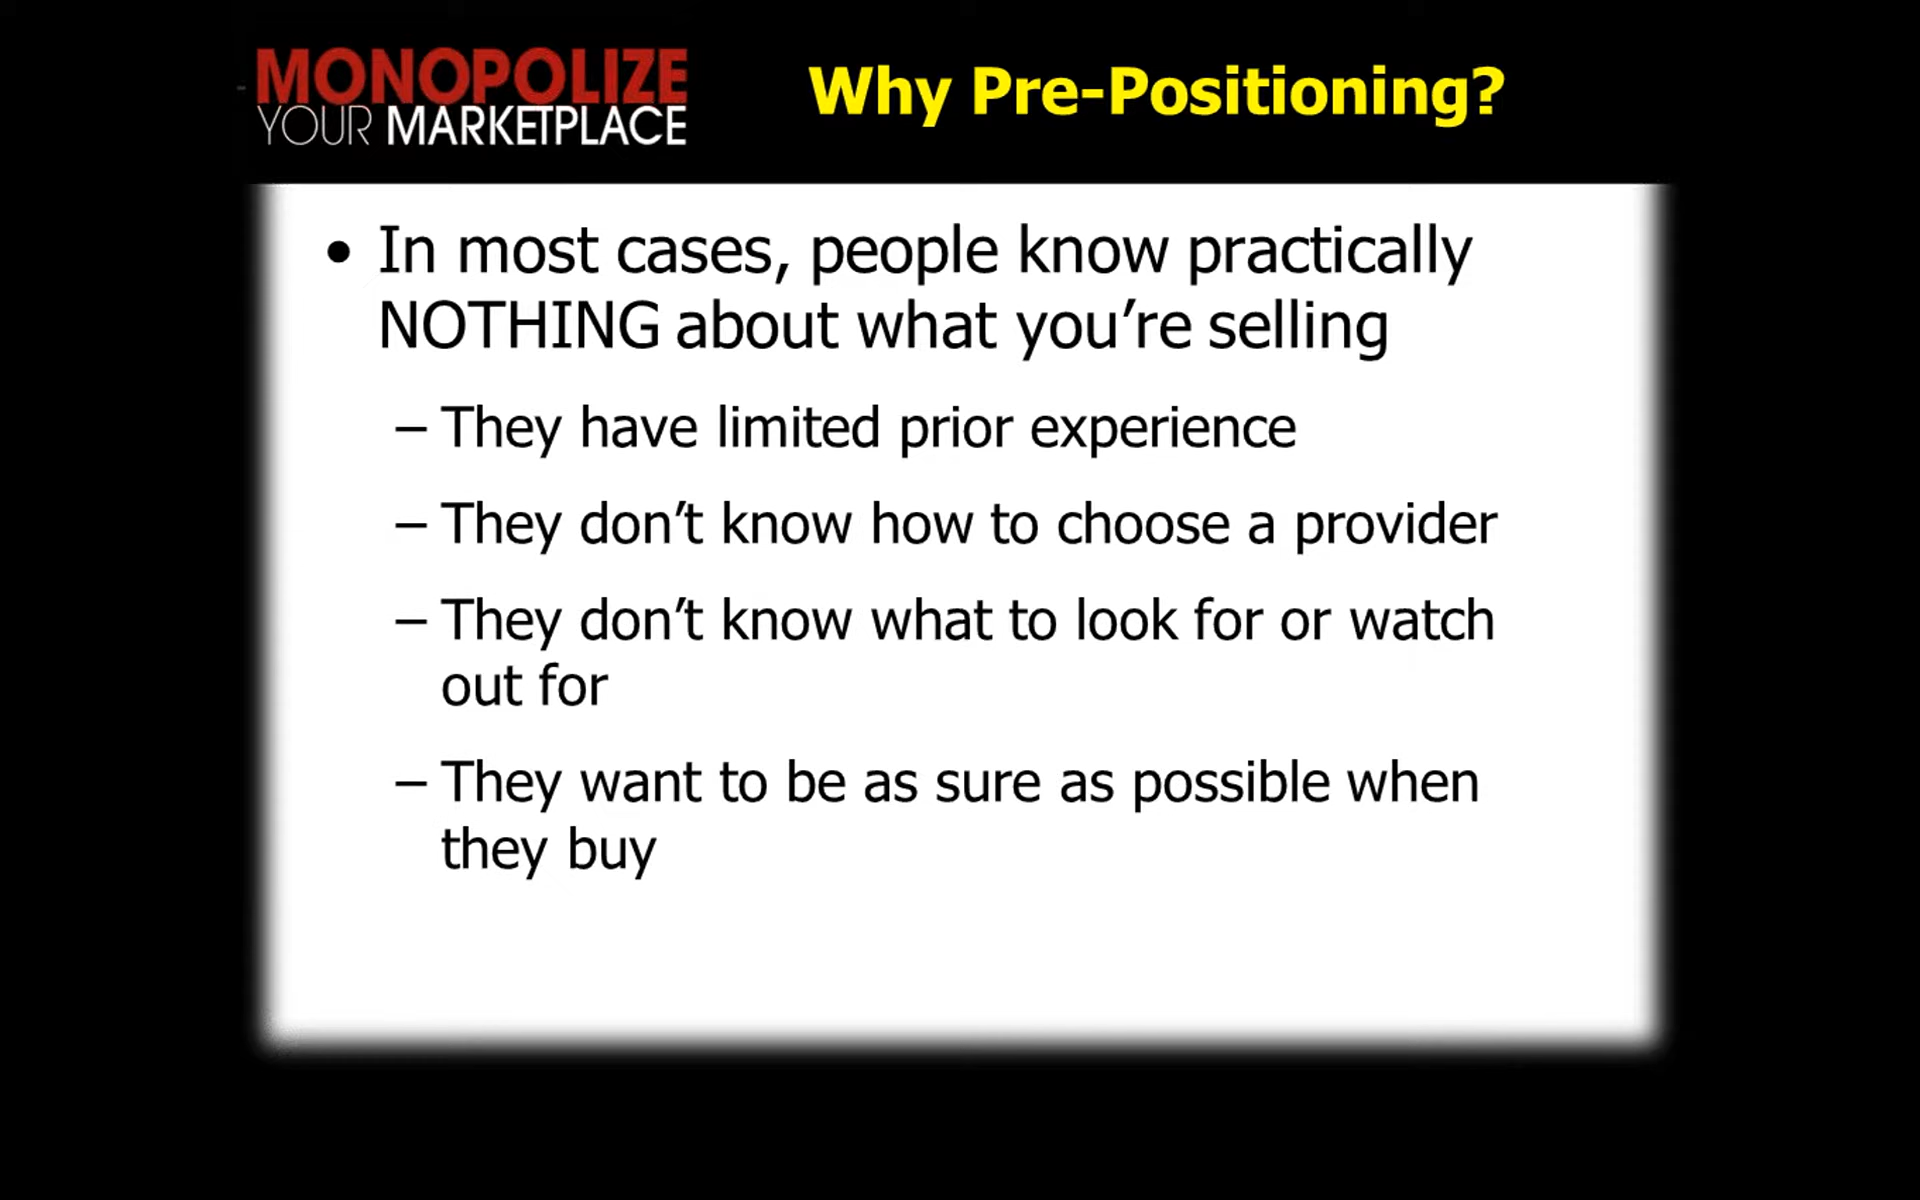 MONOPOLIZE
YOUR MARKETPLACE
Why Pre-Positioning?
• In most cases, people know practically
NOTHING about what you’re selling
– They have limited prior experience
– They don’t know how to choose a provider
– They don’t know what to look for or watch
out for
– They want to be as sure as possible when
they buy